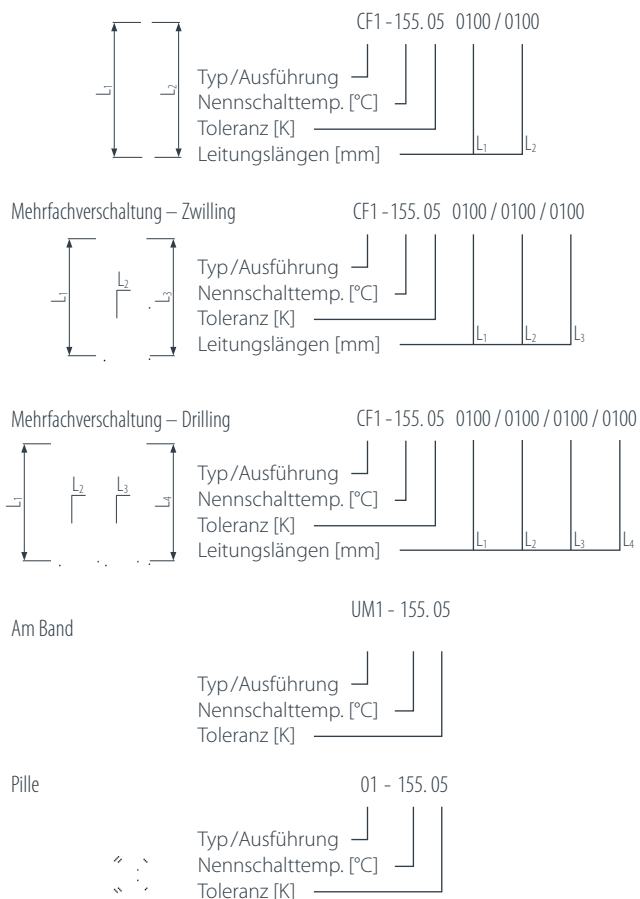 CF1 - 155. 05 0100 / 0100
L1
L2
Typ / Ausführung
Nennschalttemp. [°C]
Toleranz [K]
Leitungslängen [mm]
L1 L2
Mehrfachverschaltung – Zwilling
CF1 - 155. 05 0100 / 0100 / 0100
L1
L2
L3
Typ / Ausführung
Nennschalttemp. [°C]
Toleranz [K]
Leitungslängen [mm]
L1 L2 L3
Mehrfachverschaltung – Drilling
CF1 - 155. 05 0100 / 0100 / 0100 / 0100
L1
L2
L3
L4
Typ / Ausführung
Nennschalttemp. [°C]
Toleranz [K]
Leitungslängen [mm]
L1 L2 L3 L4
Am Band
UM1 - 155. 05
Typ / Ausführung
Nennschalttemp. [°C]
Toleranz [K]
Pille
01 - 155. 05
Typ / Ausführung
Nennschalttemp. [°C]
Toleranz [K]